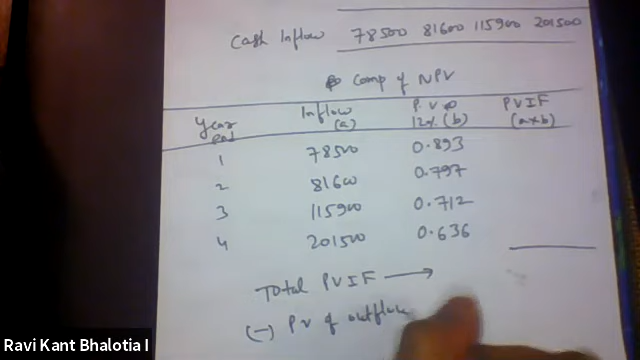 Cash Inflow 78500 81600 115900 201500
Comp of NPV
Year end Inflow (a) P.V @ 12% (b) PVIF (a×b)
1 78500 0.893
2 81600 0.797
3 115900 0.712
4 201500 0.636
Total PVIF →
(-) PV of outflow
Ravi Kant Bhalotia I